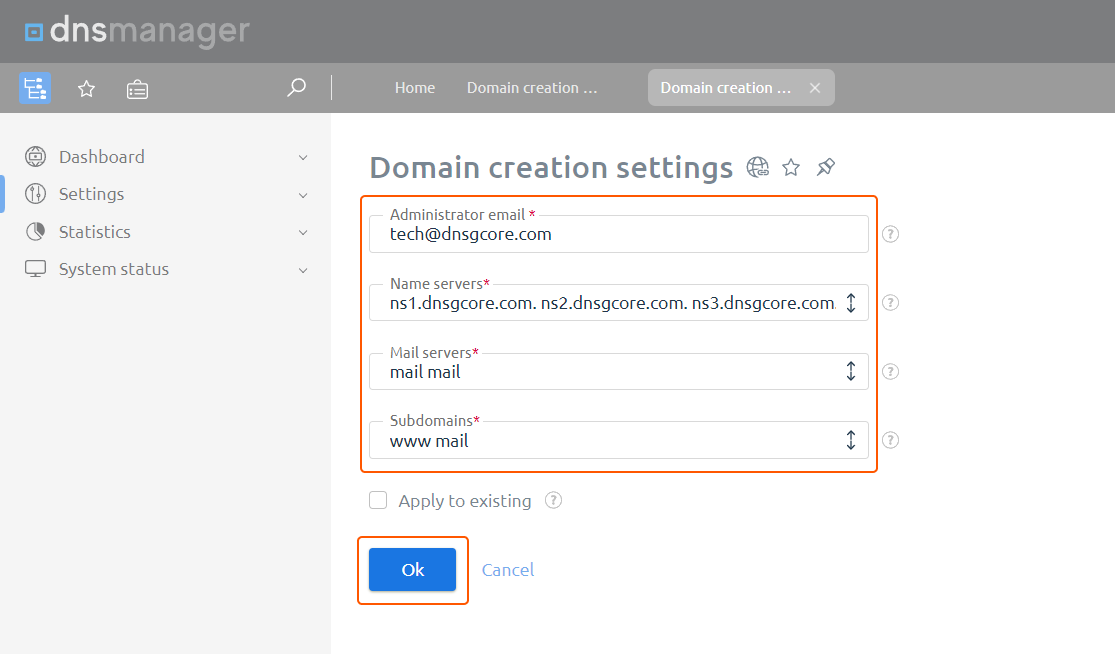 dnsmanager
Home
Domain creation ...
Domain creation ...
Dashboard
Settings
Statistics
System status
Domain creation settings
Administrator email *
tech@dnsgcore.com
Name servers*
ns1.dnsgcore.com. ns2.dnsgcore.com. ns3.dnsgcore.com.
Mail servers*
mail mail
Subdomains*
www mail
Apply to existing
Ok
Cancel